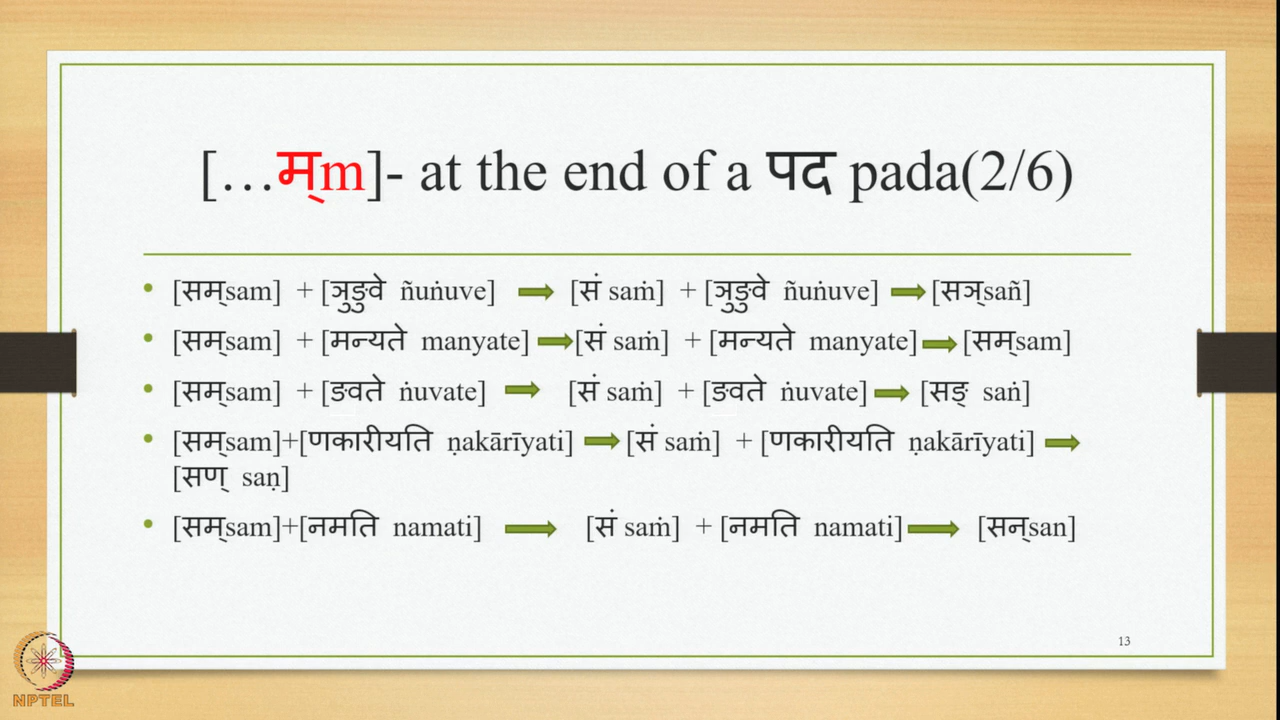 […म्m]- at the end of a पद pada(2/6)
• [सम्sam] + [ञुङुवे ñuṅuve] [सं saṁ] + [ञुङुवे ñuṅuve] [सञ्sañ]
• [सम्sam] + [मन्यते manyate] [सं saṁ] + [मन्यते manyate] [सम्sam]
• [सम्sam] + [ङवते ṅuvate] [सं saṁ] + [ङवते ṅuvate] [सङ् saṅ]
• [सम्sam]+[णकारीयति ṇakārīyati] [सं saṁ] + [णकारीयति ṇakārīyati]
[सण् saṇ]
• [सम्sam]+[नमति namati] [सं saṁ] + [नमति namati] [सन्san]
13
NPTEL